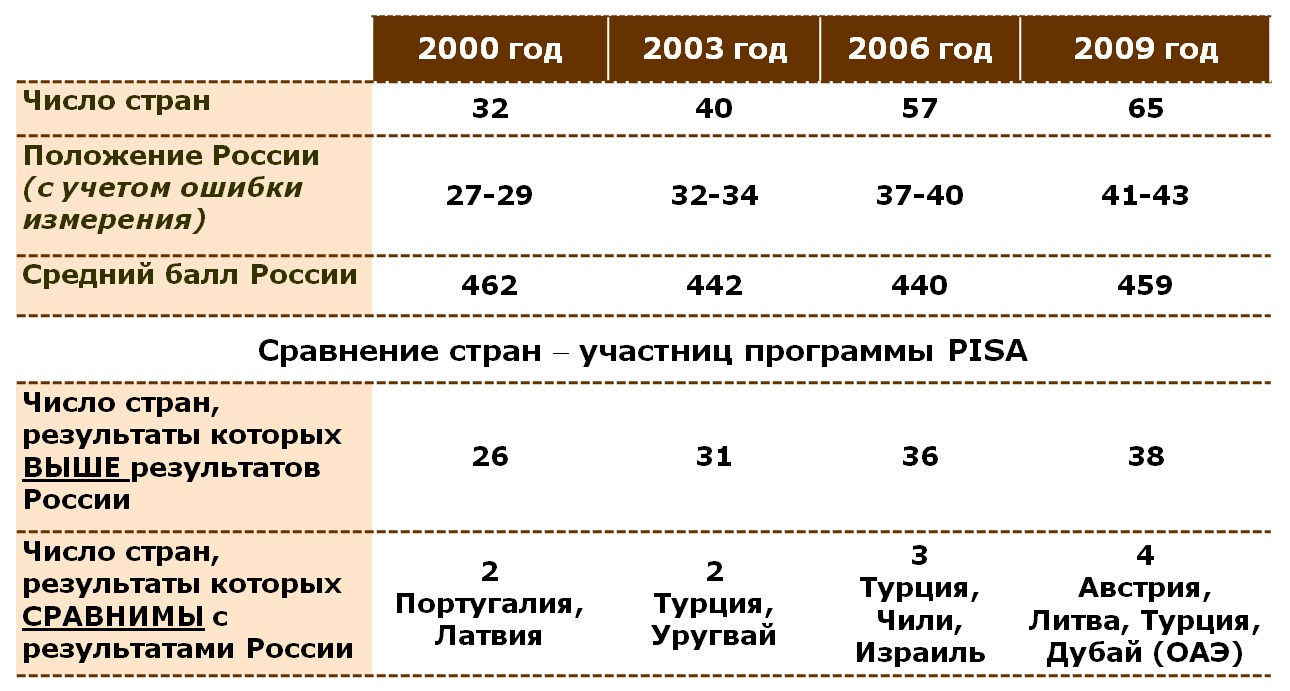 2000 год 2003 год 2006 год 2009 год
Число стран 32 40 57 65
Положение России
(с учетом ошибки
измерения) 27-29 32-34 37-40 41-43
Средний балл России 462 442 440 459
Сравнение стран – участниц программы PISA
Число стран,
результаты которых
ВЫШЕ результатов
России 26 31 36 38
Число стран,
результаты которых
СРАВНИМЫ с
результатами России
2
Португалия,
Латвия
2
Турция,
Уругвай
3
Турция,
Чили,
Израиль
4
Австрия,
Литва, Турция,
Дубай (ОАЭ)